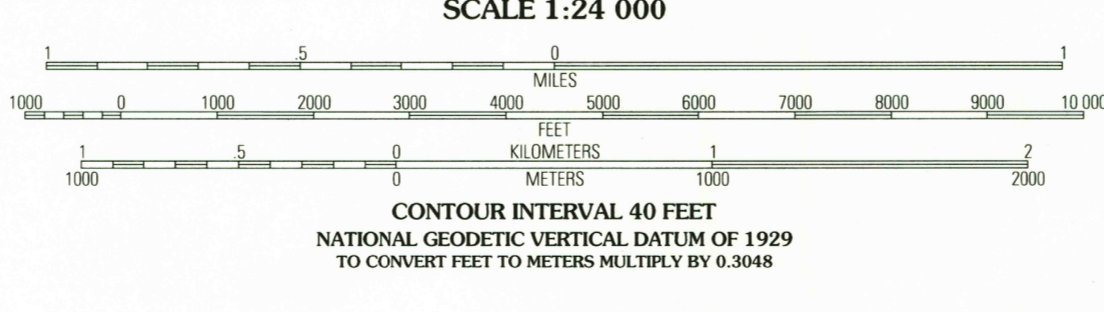 SCALE 1:24 000
1 .5 0 1
MILES
1000 0 1000 2000 3000 4000 5000 6000 7000 8000 9000 10 000
FEET
1 .5 0 KILOMETERS 1 2
1000 0 METERS 1000 2000
CONTOUR INTERVAL 40 FEET
NATIONAL GEODETIC VERTICAL DATUM OF 1929
TO CONVERT FEET TO METERS MULTIPLY BY 0.3048